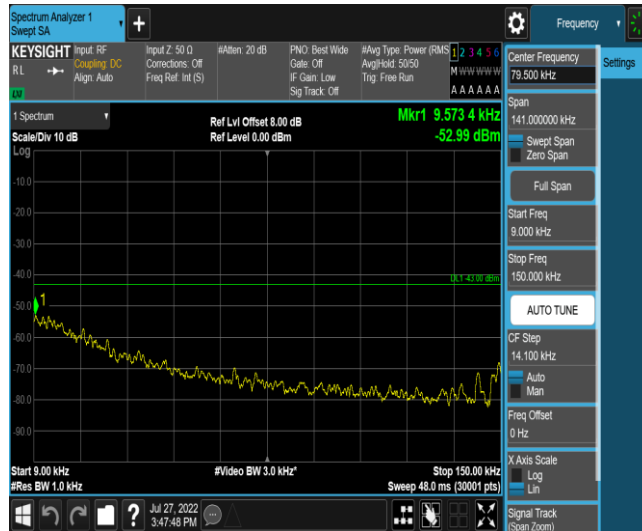 Spectrum Analyzer 1
Swept SA
Frequency
KEYSIGHT
RL
LXI
Input: RF
Coupling: DC
Align: Auto
Input Z: 50 Ω
Corrections: Off
Freq Ref: Int (S)
#Atten: 20 dB
PNO: Best Wide
Gate: Off
IF Gain: Low
Sig Track: Off
#Avg Type: Power (RMS
Avg|Hold: 50/50
Trig: Free Run
1 2 3 4 5 6
M W W W W W
A A A A A A
1 Spectrum
Scale/Div 10 dB
Ref Lvl Offset 8.00 dB
Ref Level 0.00 dBm
Mkr1 9.573 4 kHz
-52.99 dBm
Log
-10.0
-20.0
-30.0
-40.0
-50.0
-60.0
-70.0
-80.0
-90.0
DL1 -43.00 dBm
1
Start 9.00 kHz
#Res BW 1.0 kHz
#Video BW 3.0 kHz*
Stop 150.00 kHz
Sweep 48.0 ms (30001 pts)
Jul 27, 2022
3:47:48 PM
Center Frequency
79.500 kHz
Settings
Span
141.000000 kHz
Swept Span
Zero Span
Full Span
Start Freq
9.000 kHz
Stop Freq
150.000 kHz
AUTO TUNE
CF Step
14.100 kHz
Auto
Man
Freq Offset
0 Hz
X Axis Scale
Log
Lin
Signal Track
(Span Zoom)